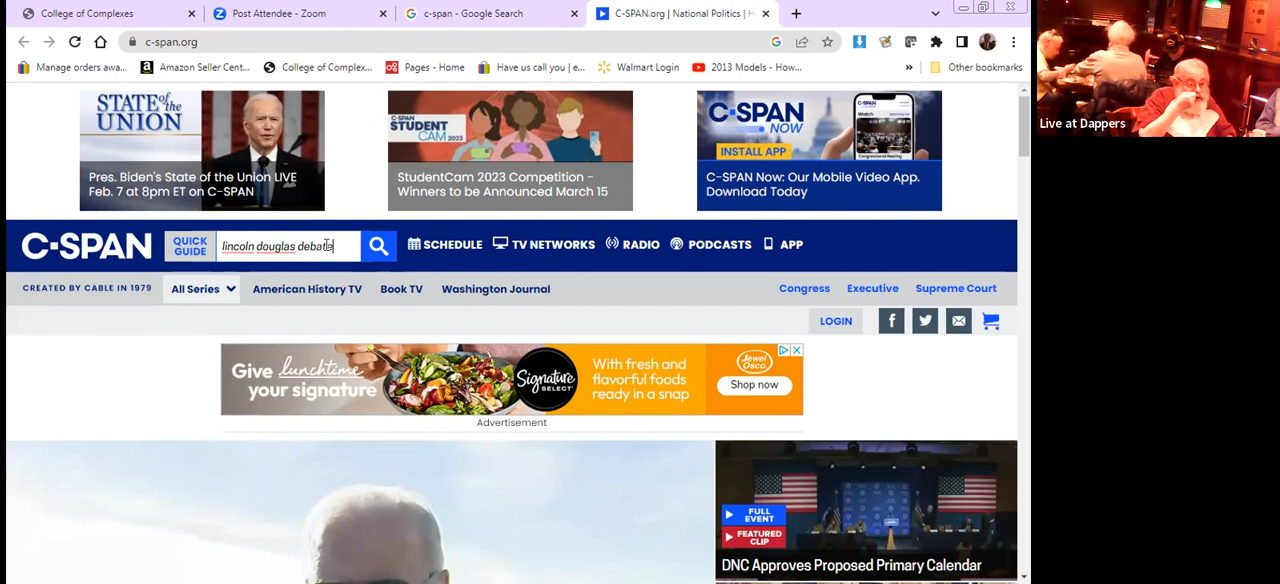 College of Complexes
Post Attendee - Zoom
c-span - Google Search
C-SPAN.org | National Politics |
c-span.org
Manage orders awa...
Amazon Seller Cent...
College of Complex...
Pages - Home
Have us call you | e...
Walmart Login
2013 Models - How...
Other bookmarks
Live at Dappers
STATE of the UNION
Pres. Biden's State of the Union LIVE
Feb. 7 at 8pm ET on C-SPAN
C-SPAN
STUDENT
CAM 2023
StudentCam 2023 Competition -
Winners to be Announced March 15
C-SPAN
NOW
INSTALL APP
C-SPAN Now: Our Mobile Video App.
Download Today
C-SPAN
QUICK
GUIDE
lincoln douglas debate
SCHEDULE
TV NETWORKS
RADIO
PODCASTS
APP
CREATED BY CABLE IN 1979
All Series
American History TV
Book TV
Washington Journal
Congress
Executive
Supreme Court
LOGIN
Give lunchtime
your signature
Signature
SELECT
With fresh and
flavorful foods
ready in a snap
Jewel
Osco
Shop now
Advertisement
FULL
EVENT
FEATURED
CLIP
DNC Approves Proposed Primary Calendar